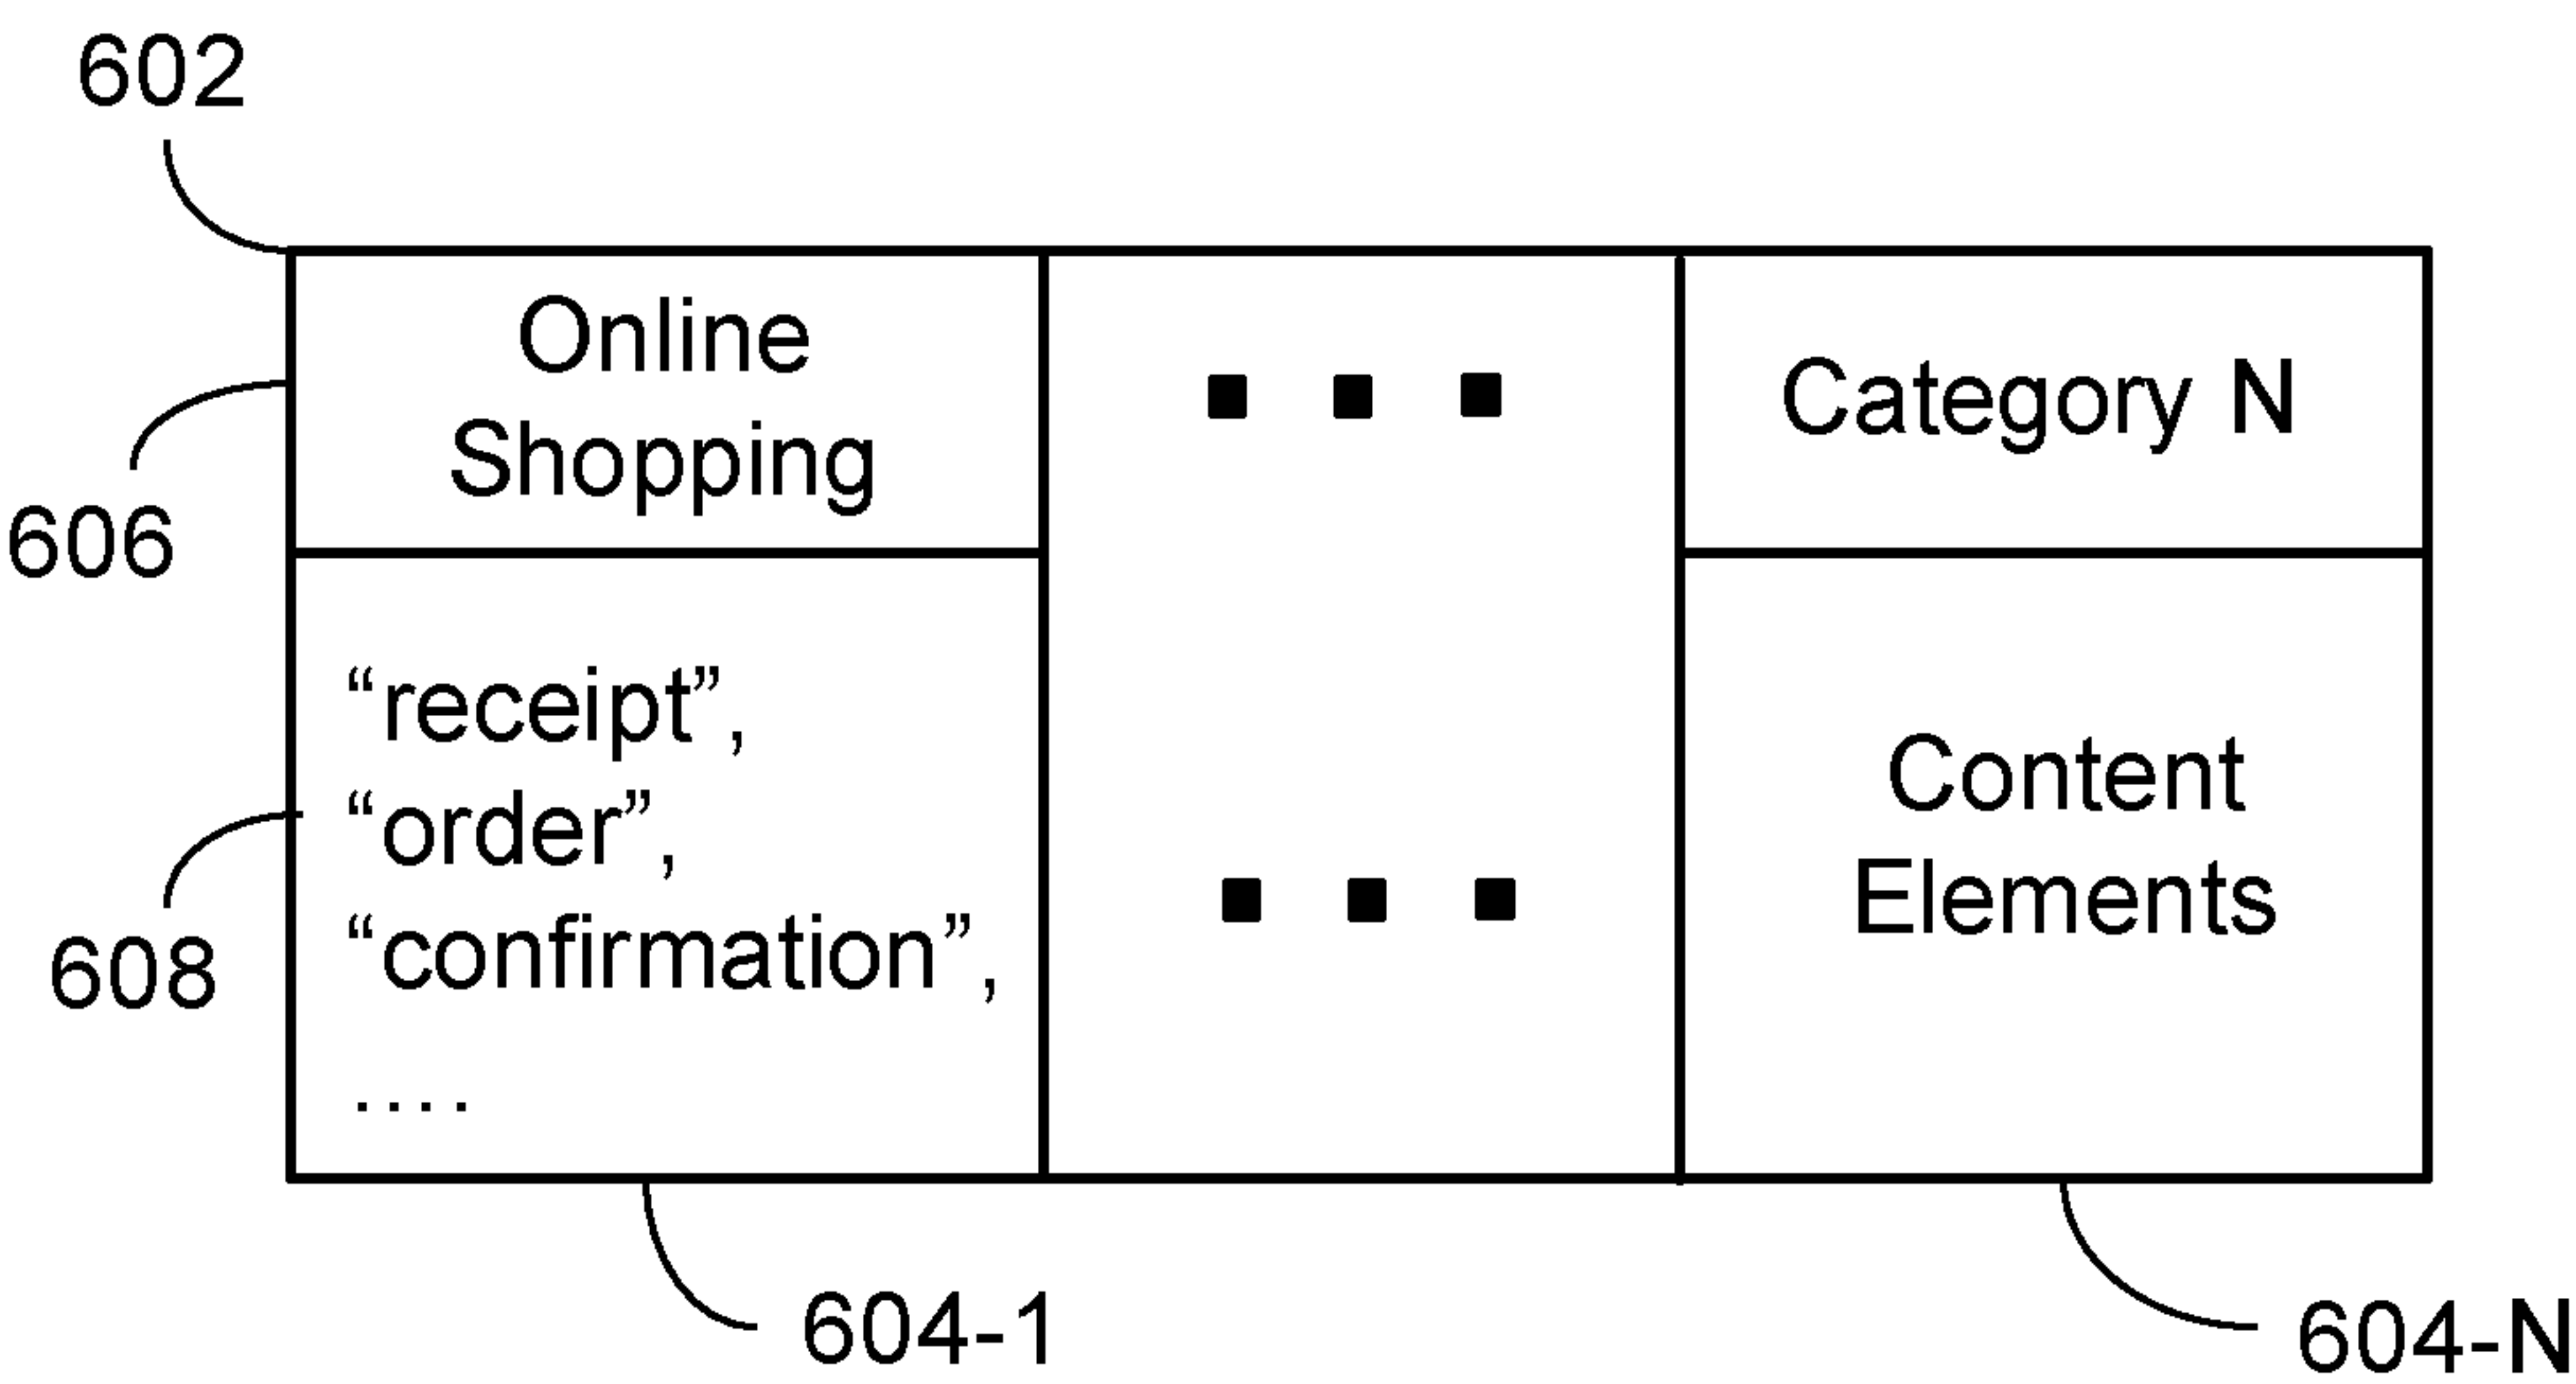 602
Online
Shopping
Category N
606
“receipt”,
“order”,
“confirmation”,
....
Content
Elements
608
604-1
604-N